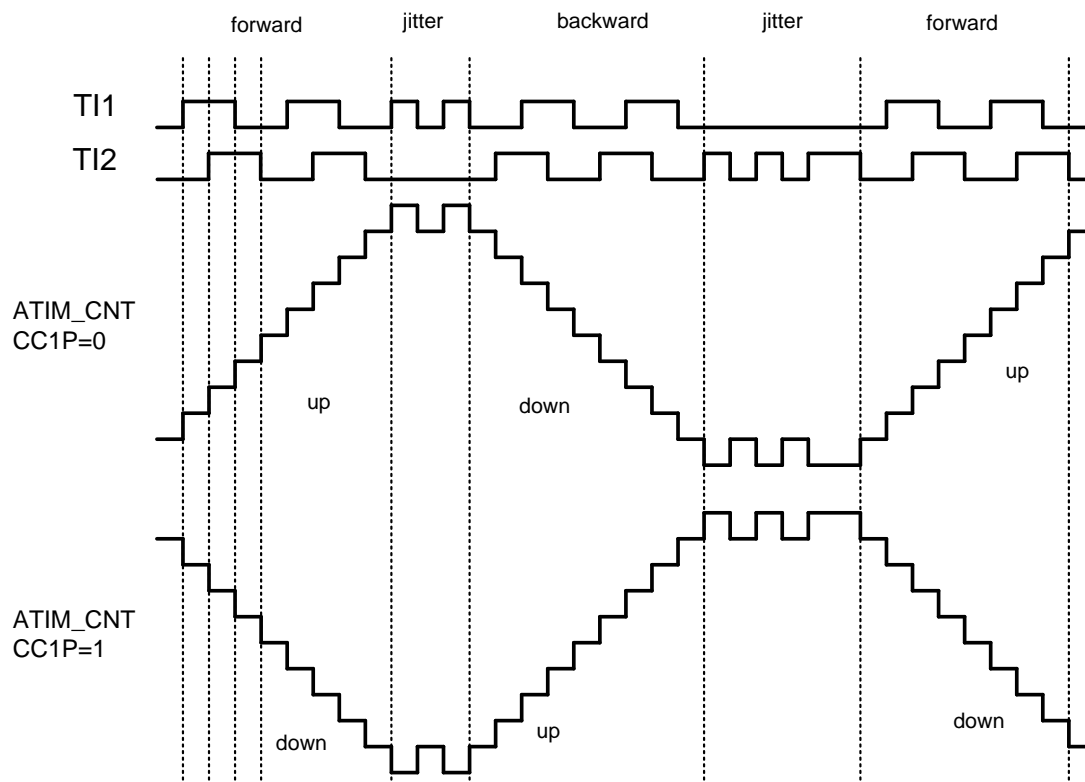 forward
jitter
backward
jitter
forward
TI1
TI2
ATIM_CNT
CC1P=0
up
down
up
ATIM_CNT
CC1P=1
down
up
down